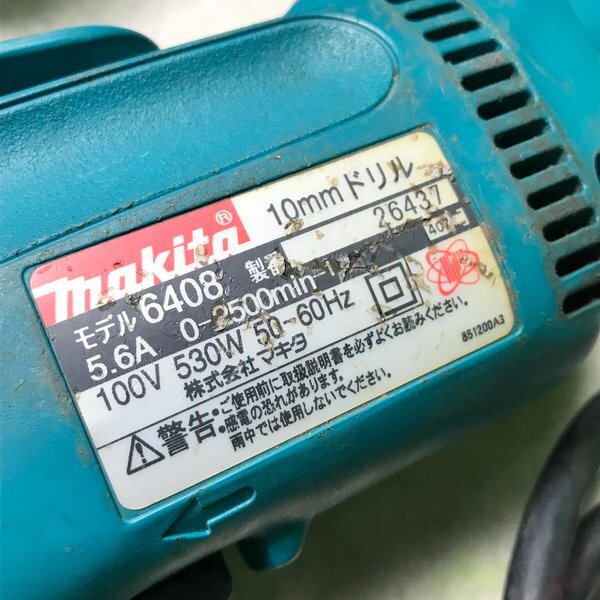 makita®
10mmドリル
モデル 6408 製番 26437
5.6A 0-2500min-1
100V 530W 50-60Hz
株式会社マキタ
851200A3
⚠警告:・ご使用前に取扱説明書を必ずよくお読みください。
・感電の恐れがあります。
雨中では使用しないでください。